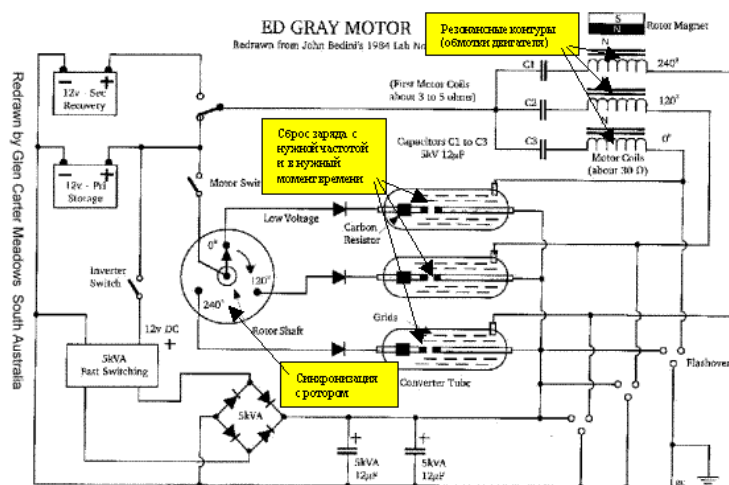 ED GRAY MOTOR
Redrawn from John Bedini's 1984 Lab No
Резонансные контуры
(обмотки двигателя)
S
N
Rotor Magnet
N
240°
12v - Sec
Recovery
C1
(First Motor Coils
about 3 to 5 ohms)
C2
120°
N
Capacitors C1 to C3
5kV 12µF
C3
0°
Motor Coils
(about 30 Ω)
Сброс заряда с
нужной частотой
и в нужный
момент времени
12v - Pri
Storage
Motor Swit
Low Voltage
Carbon
Resistor
0°
120°
240°
Inverter
Switch
12v DC
Rotor Shaft
Grids
5kVA
Fast Switching
Синхронизация
с ротором
Converter Tube
Flashover
5kVA
5kVA
12µF
5kVA
12µF
Redrawn by Glen Carter Meadows South Australia